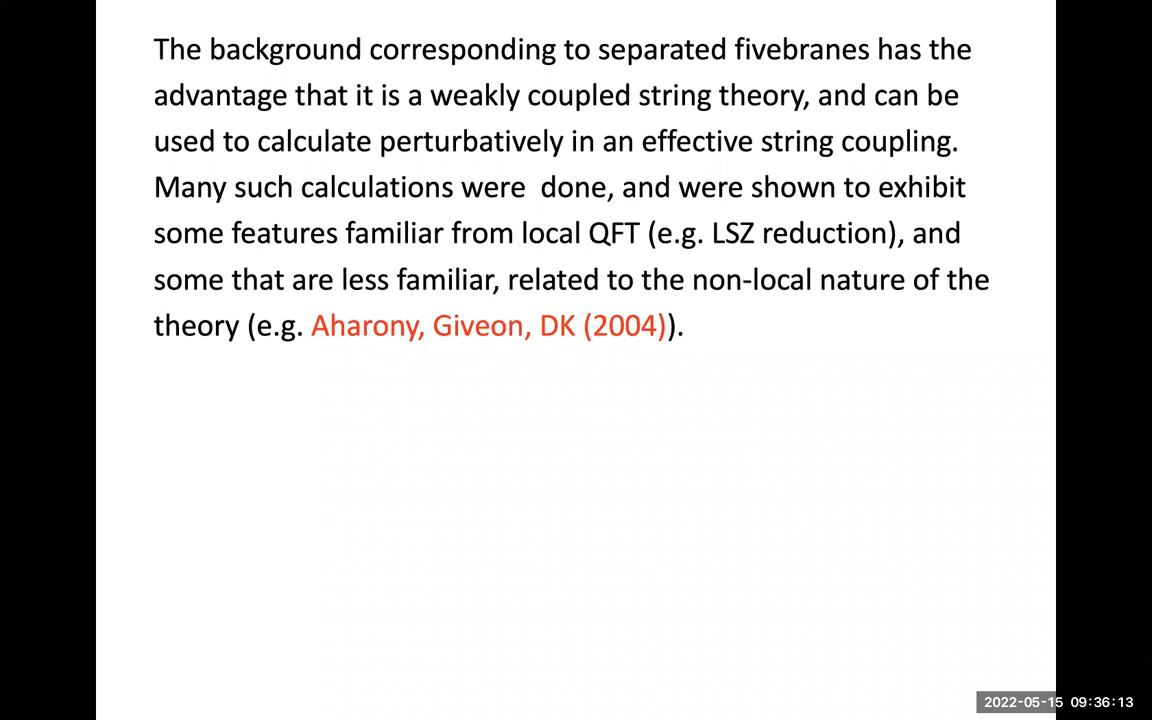 The background corresponding to separated fivebranes has the
advantage that it is a weakly coupled string theory, and can be
used to calculate perturbatively in an effective string coupling.
Many such calculations were  done, and were shown to exhibit
some features familiar from local QFT (e.g. LSZ reduction), and
some that are less familiar, related to the non-local nature of the
theory (e.g. Aharony, Giveon, DK (2004)).
2022-05-15  09:36:13